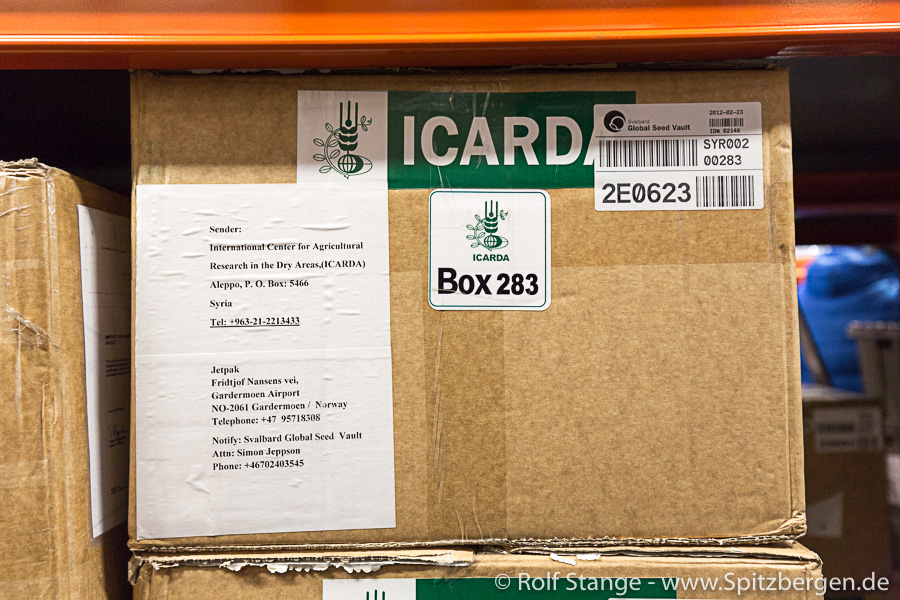 ICARDA
Svalbard
Global Seed Vault
2012-02-23
ID# 02148
SYR002
00283
2E0623
ICARDA
Box 283
Sender:
International Center for Agricultural
Research in the Dry Areas,(ICARDA)
Aleppo, P. O. Box: 5466
Syria
Tel: +963-21-2213433
Jetpak
Fridtjof Nansens vei,
Gardermoen Airport
NO-2061 Gardermoen / Norway
Telephone: +47 95718308
Notify: Svalbard Global Seed Vault
Attn: Simon Jeppson
Phone: +46702403545
© Rolf Stange - www.Spitzbergen.de